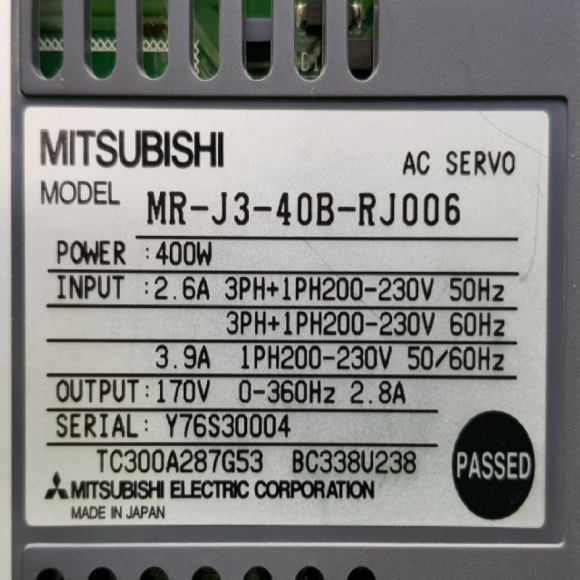 MITSUBISHI
AC SERVO
MODEL MR-J3-40B-RJ006
POWER :400W
INPUT :2.6A 3PH+1PH200-230V 50Hz
3PH+1PH200-230V 60Hz
3.9A 1PH200-230V 50/60Hz
OUTPUT:170V 0-360Hz 2.8A
SERIAL: Y76S30004
TC300A287G53 BC338U238
PASSED
MITSUBISHI ELECTRIC CORPORATION
MADE IN JAPAN